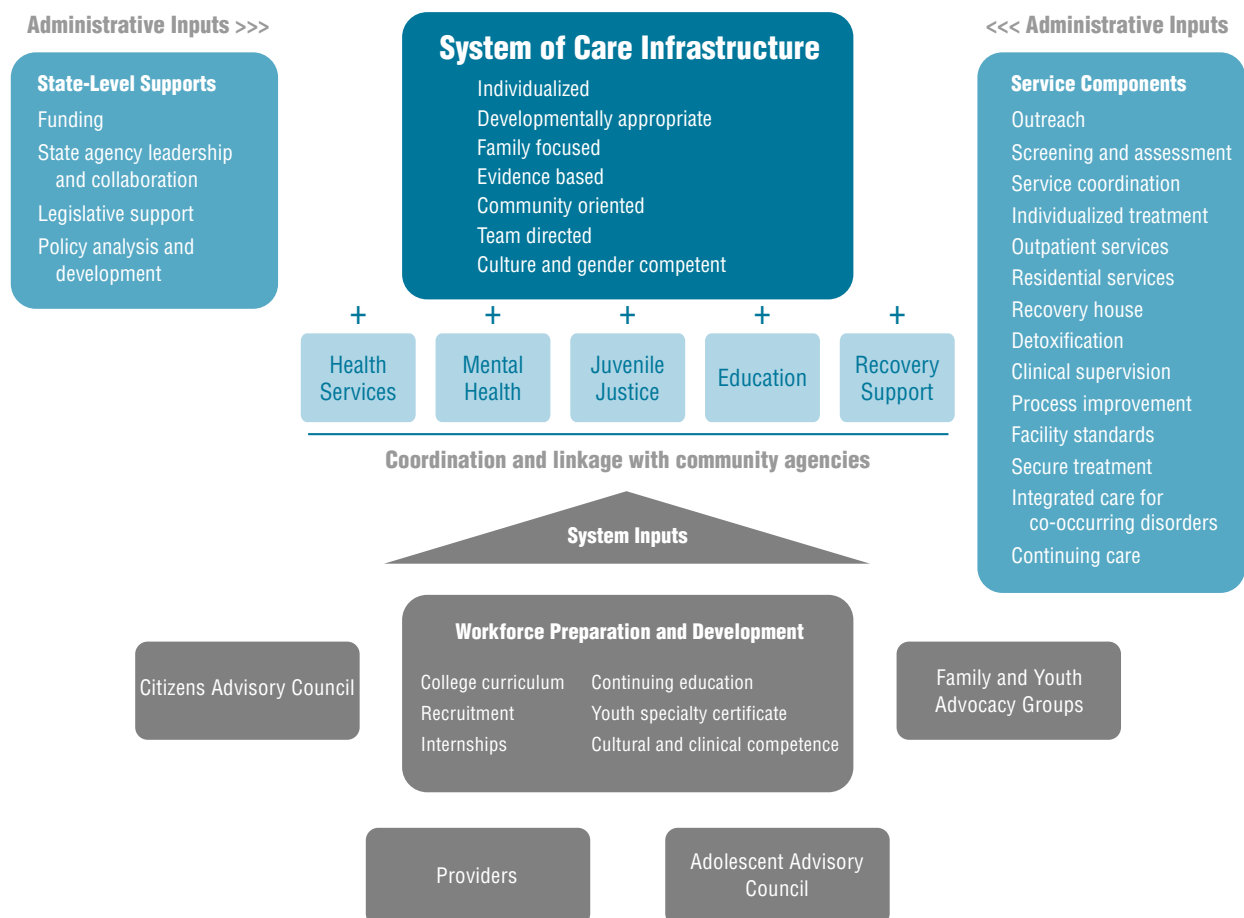 Administrative Inputs >>>
State-Level Supports
Funding
State agency leadership
and collaboration
Legislative support
Policy analysis and
development
System of Care Infrastructure
Individualized
Developmentally appropriate
Family focused
Evidence based
Community oriented
Team directed
Culture and gender competent
<<< Administrative Inputs
Service Components
Outreach
Screening and assessment
Service coordination
Individualized treatment
Outpatient services
Residential services
Recovery house
Detoxification
Clinical supervision
Process improvement
Facility standards
Secure treatment
Integrated care for
co-occurring disorders
Continuing care
+ + + + +
Health
Services
Mental
Health
Juvenile
Justice
Education
Recovery
Support
Coordination and linkage with community agencies
System Inputs
Workforce Preparation and Development
College curriculum
Recruitment
Internships
Continuing education
Youth specialty certificate
Cultural and clinical competence
Citizens Advisory Council
Family and Youth
Advocacy Groups
Providers
Adolescent Advisory
Council